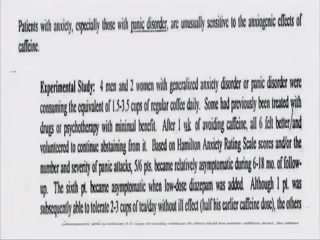 Patients with anxiety, especially those with panic disorder, are unusually sensitive to the anxiogenic effects of
caffeine.
Experimental Study: 4 men and 2 women with generalized anxiety disorder or panic disorder were
consuming the equivalent of 1.5-3.5 cups of regular coffee daily. Some had previously been treated with
drugs or psychotherapy with minimal benefit. After 1 wk of avoiding caffeine, all 6 felt better/and
volunteered to continue abstaining from it. Based on Hamilton Anxiety Rating Scale scores and/or the
number and severity of panic attacks, 5/6 pts. became relatively asymptomatic during 6-18 mo. of follow-
up. The sixth pt. became asymptomatic when low-dose diazepam was added. Although 1 pt. was
subsequently able to tolerate 2-3 cups of tea/day without ill effect (half his earlier caffeine dose), the others